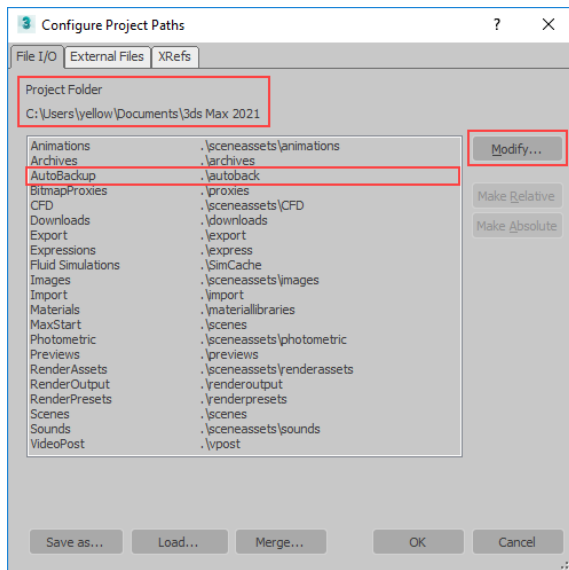 3 Configure Project Paths ? ×
File I/O External Files XRefs
Project Folder
C:\Users\yellow\Documents\3ds Max 2021
Animations .\sceneassets\animations
Archives .\archives
AutoBackup .\autoback
BitmapProxies .\proxies
CFD .\sceneassets\CFD
Downloads .\downloads
Export .\export
Expressions .\express
Fluid Simulations .\SimCache
Images .\sceneassets\images
Import .\import
Materials .\materiallibraries
MaxStart .\scenes
Photometric .\sceneassets\photometric
Previews .\previews
RenderAssets .\sceneassets\renderassets
RenderOutput .\renderoutput
RenderPresets .\renderpresets
Scenes .\scenes
Sounds .\sceneassets\sounds
VideoPost .\vpost
Modify...
Make Relative
Make Absolute
Save as... Load... Merge... OK Cancel